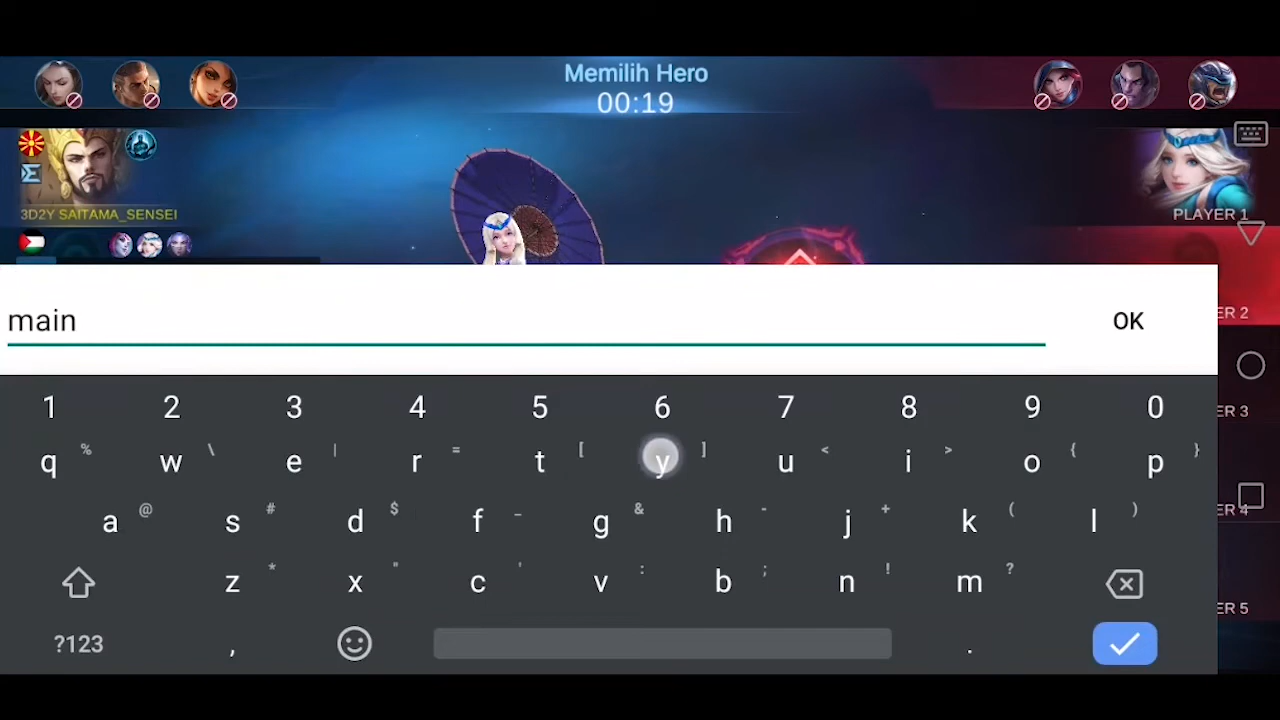 Memilih Hero
00:19
3D2Y SAITAMA_SENSEI
PLAYER 1
ER 2
main
OK
ER 3
1 2 3 4 5 6 7 8 9 0
q % w \ e | r = t [ y ] u < i > o { p }
ER 4
a @ s # d $ f _ g & h - j + k ( l )
z * x " c ' v : b ; n ! m ?
ER 5
?123 , .